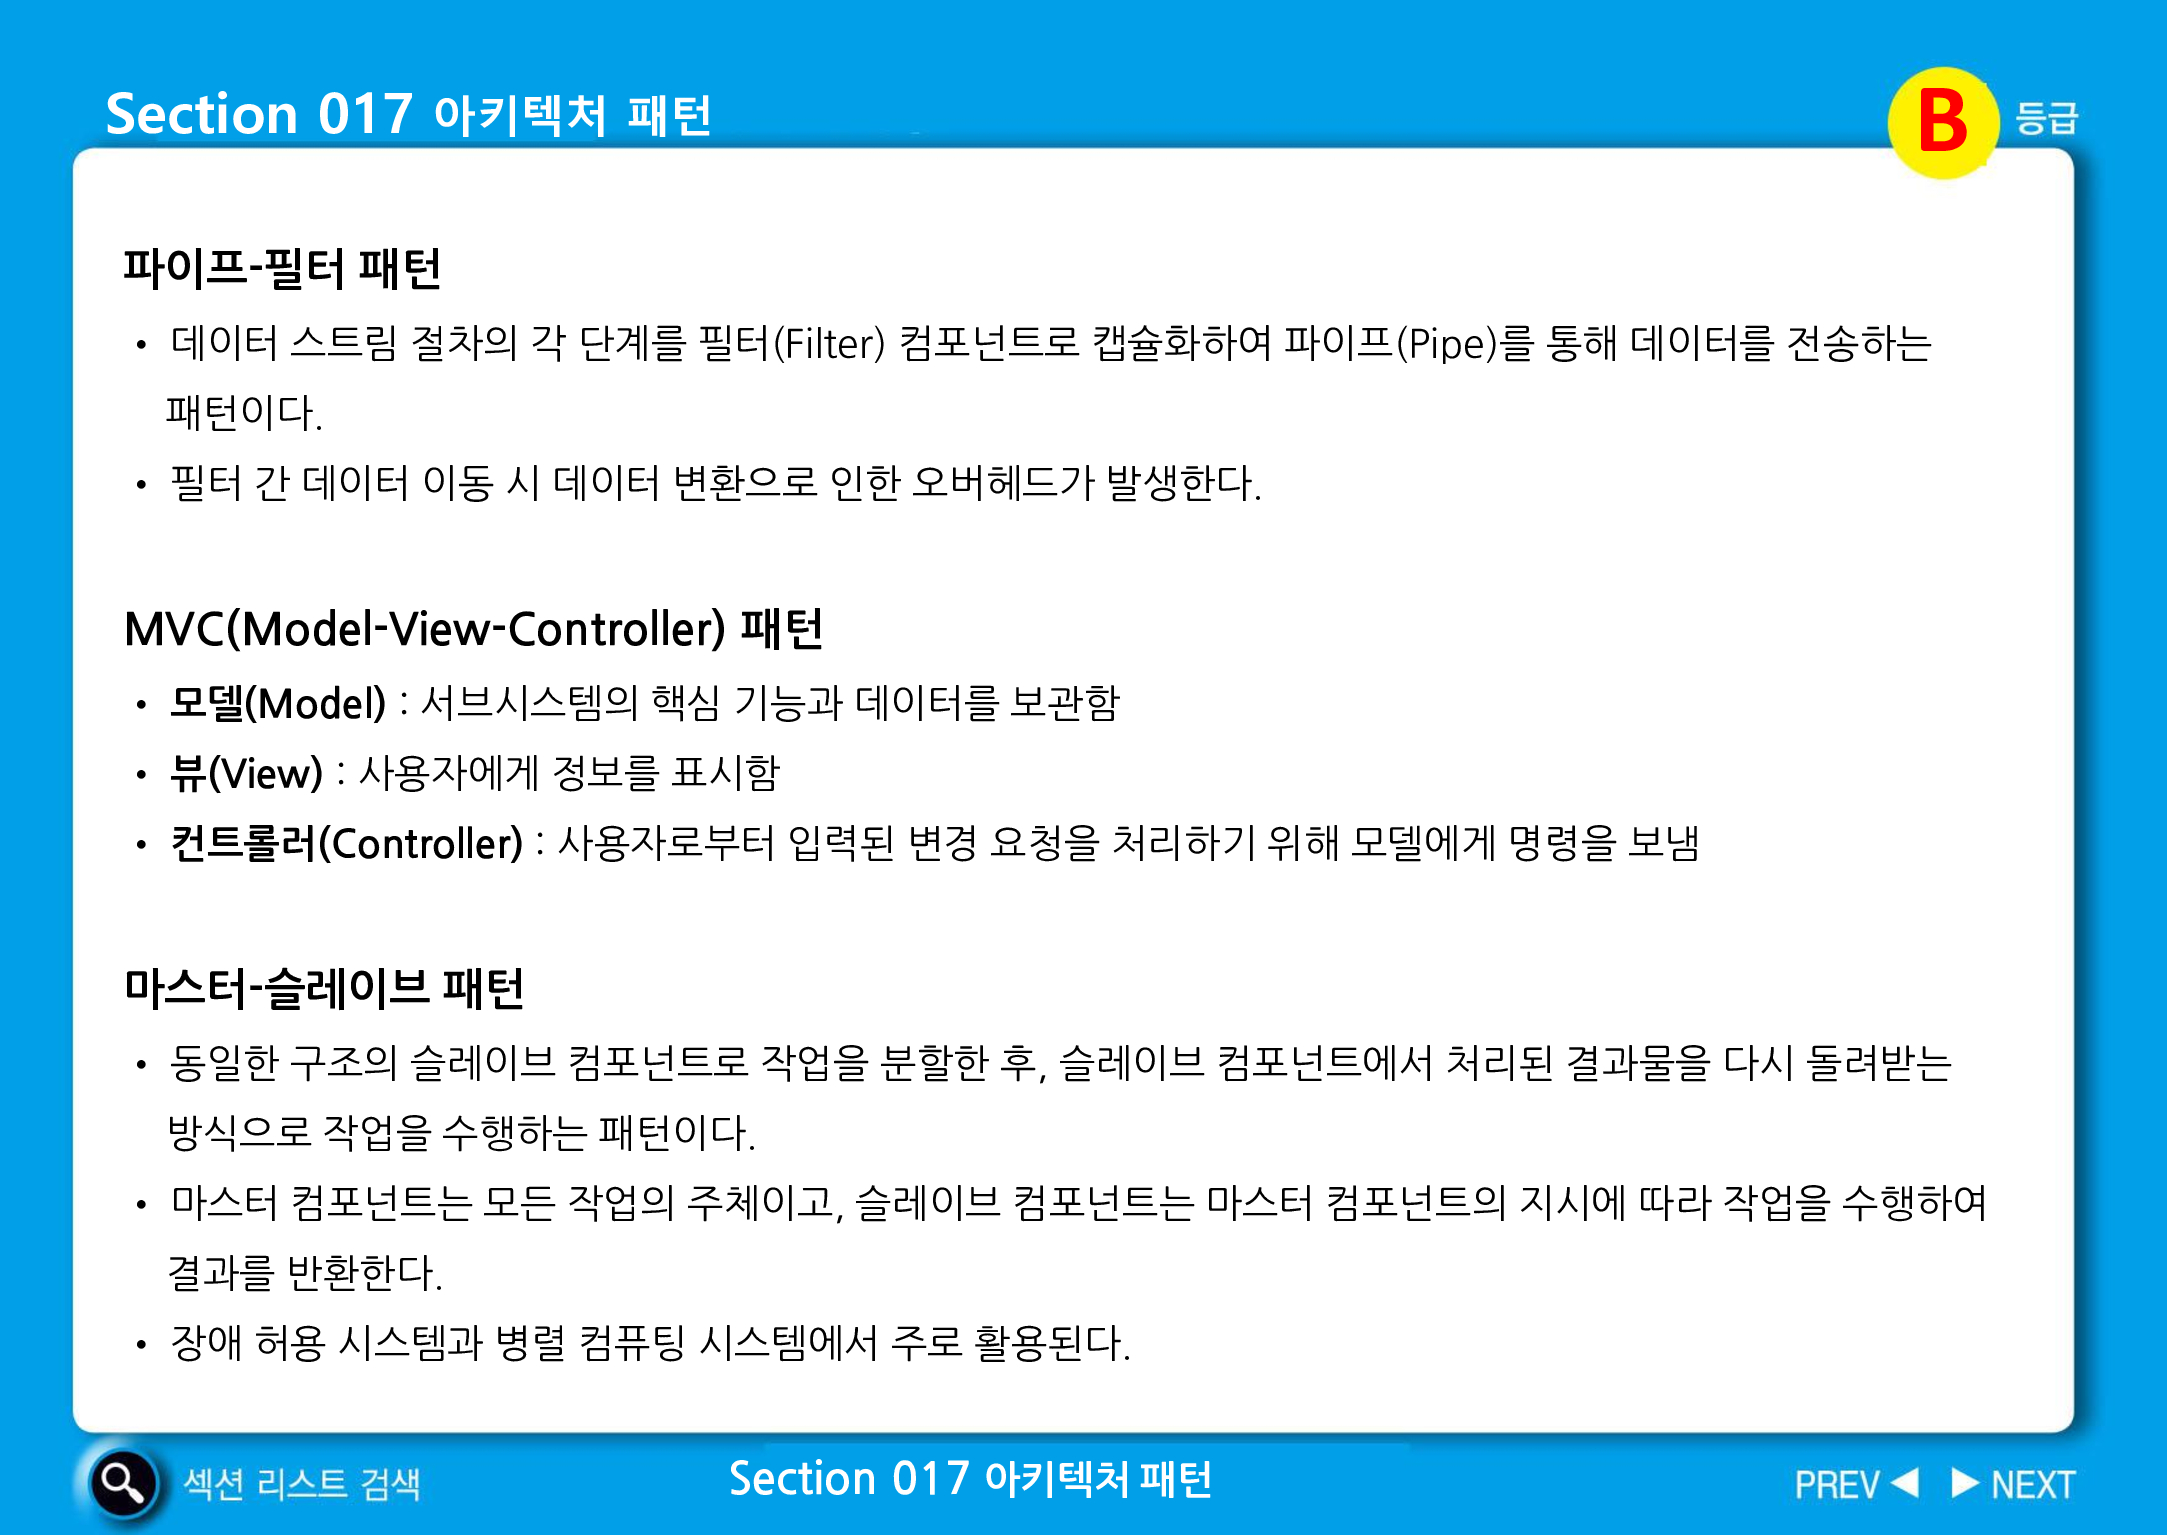 Section 017 아키텍처 패턴
B 등급
파이프-필터 패턴
• 데이터 스트림 절차의 각 단계를 필터(Filter) 컴포넌트로 캡슐화하여 파이프(Pipe)를 통해 데이터를 전송하는
패턴이다.
• 필터 간 데이터 이동 시 데이터 변환으로 인한 오버헤드가 발생한다.
MVC(Model-View-Controller) 패턴
• 모델(Model) : 서브시스템의 핵심 기능과 데이터를 보관함
• 뷰(View) : 사용자에게 정보를 표시함
• 컨트롤러(Controller) : 사용자로부터 입력된 변경 요청을 처리하기 위해 모델에게 명령을 보냄
마스터-슬레이브 패턴
• 동일한 구조의 슬레이브 컴포넌트로 작업을 분할한 후, 슬레이브 컴포넌트에서 처리된 결과물을 다시 돌려받는
방식으로 작업을 수행하는 패턴이다.
• 마스터 컴포넌트는 모든 작업의 주체이고, 슬레이브 컴포넌트는 마스터 컴포넌트의 지시에 따라 작업을 수행하여
결과를 반환한다.
• 장애 허용 시스템과 병렬 컴퓨팅 시스템에서 주로 활용된다.
섹션 리스트 검색
Section 017 아키텍처 패턴
PREV ◀ ▶ NEXT